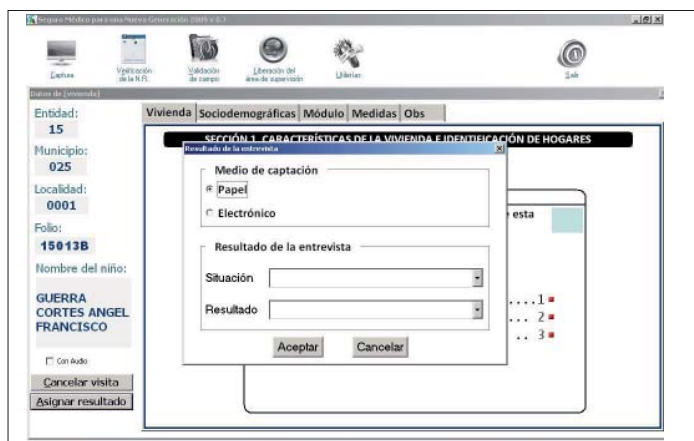 Seguro Médico para una Nueva Generación 2009 v 6.7
Captura
Verificación de la N.R.
Validación de campo
Liberación del área de supervisión
Utilerías
Salir
Datos de [vivienda]
Entidad:
15
Municipio:
025
Localidad:
0001
Folio:
15013B
Nombre del niño:
GUERRA
CORTES ANGEL
FRANCISCO
Con Audio
Cancelar visita
Asignar resultado
Vivienda Sociodemográficas Módulo Medidas Obs
SECCIÓN 1. CARACTERÍSTICAS DE LA VIVIENDA E IDENTIFICACIÓN DE HOGARES
Resultado de la entrevista
Medio de captación
Papel
Electrónico
Resultado de la entrevista
Situación
Resultado
Aceptar Cancelar
esta
....1
... 2
.. 3